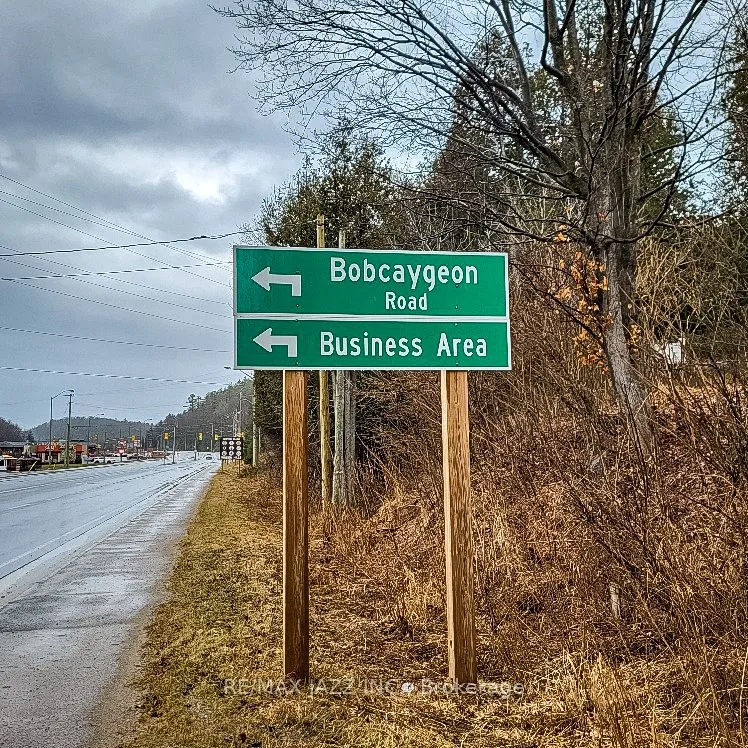 Bobcaygeon
Road
Business Area
RE/MAX JAZZ INC. Brokerage